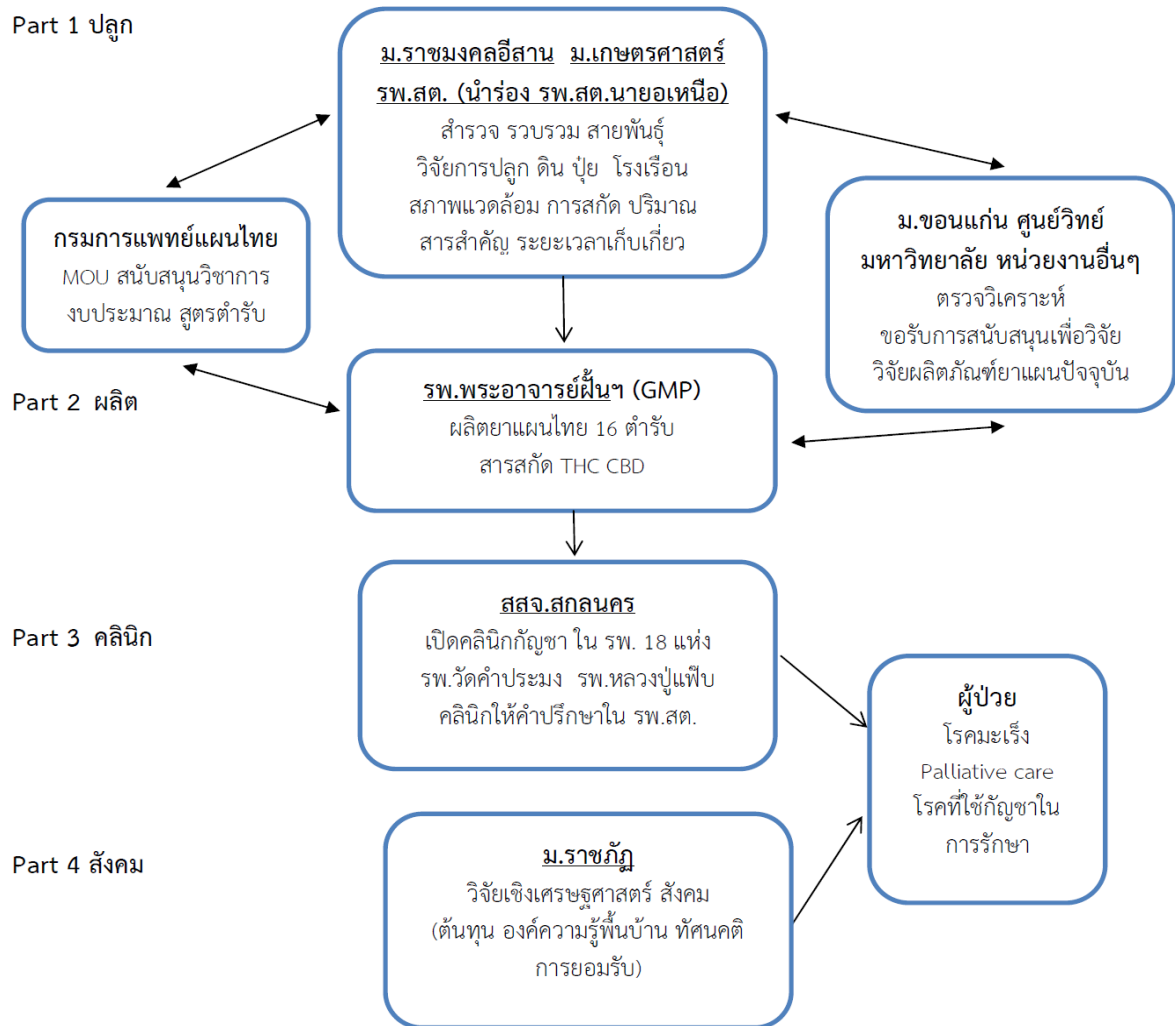 Part 1 ปลูก
ม.ราชมงคลอีสาน ม.เกษตรศาสตร์
รพ.สต. (นำร่อง รพ.สต.นายอเหนือ)
สำรวจ รวบรวม สายพันธุ์
วิจัยการปลูก ดิน ปุ๋ย โรงเรือน
สภาพแวดล้อม การสกัด ปริมาณ
สารสำคัญ ระยะเวลาเก็บเกี่ยว
กรมการแพทย์แผนไทย
MOU สนับสนุนวิชาการ
งบประมาณ สูตรตำรับ
ม.ขอนแก่น ศูนย์วิทย์
มหาวิทยาลัย หน่วยงานอื่นๆ
ตรวจวิเคราะห์
ขอรับการสนับสนุนเพื่อวิจัย
วิจัยผลิตภัณฑ์ยาแผนปัจจุบัน
Part 2 ผลิต
รพ.พระอาจารย์ฝั้นฯ (GMP)
ผลิตยาแผนไทย 16 ตำรับ
สารสกัด THC CBD
Part 3 คลินิก
สสจ.สกลนคร
เปิดคลินิกกัญชา ใน รพ. 18 แห่ง
รพ.วัดคำประมง รพ.หลวงปู่แฟ๊บ
คลินิกให้คำปรึกษาใน รพ.สต.
ผู้ป่วย
โรคมะเร็ง
Palliative care
โรคที่ใช้กัญชาใน
การรักษา
Part 4 สังคม
ม.ราชภัฏ
วิจัยเชิงเศรษฐศาสตร์ สังคม
(ต้นทุน องค์ความรู้พื้นบ้าน ทัศนคติ
การยอมรับ)